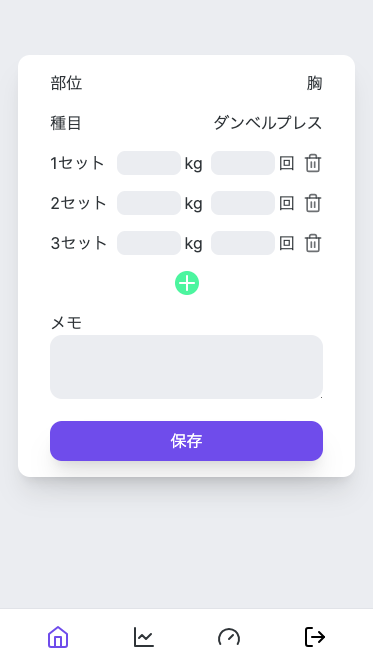 部位 胸
種目 ダンベルプレス
1セット kg 回
2セット kg 回
3セット kg 回
メモ
保存